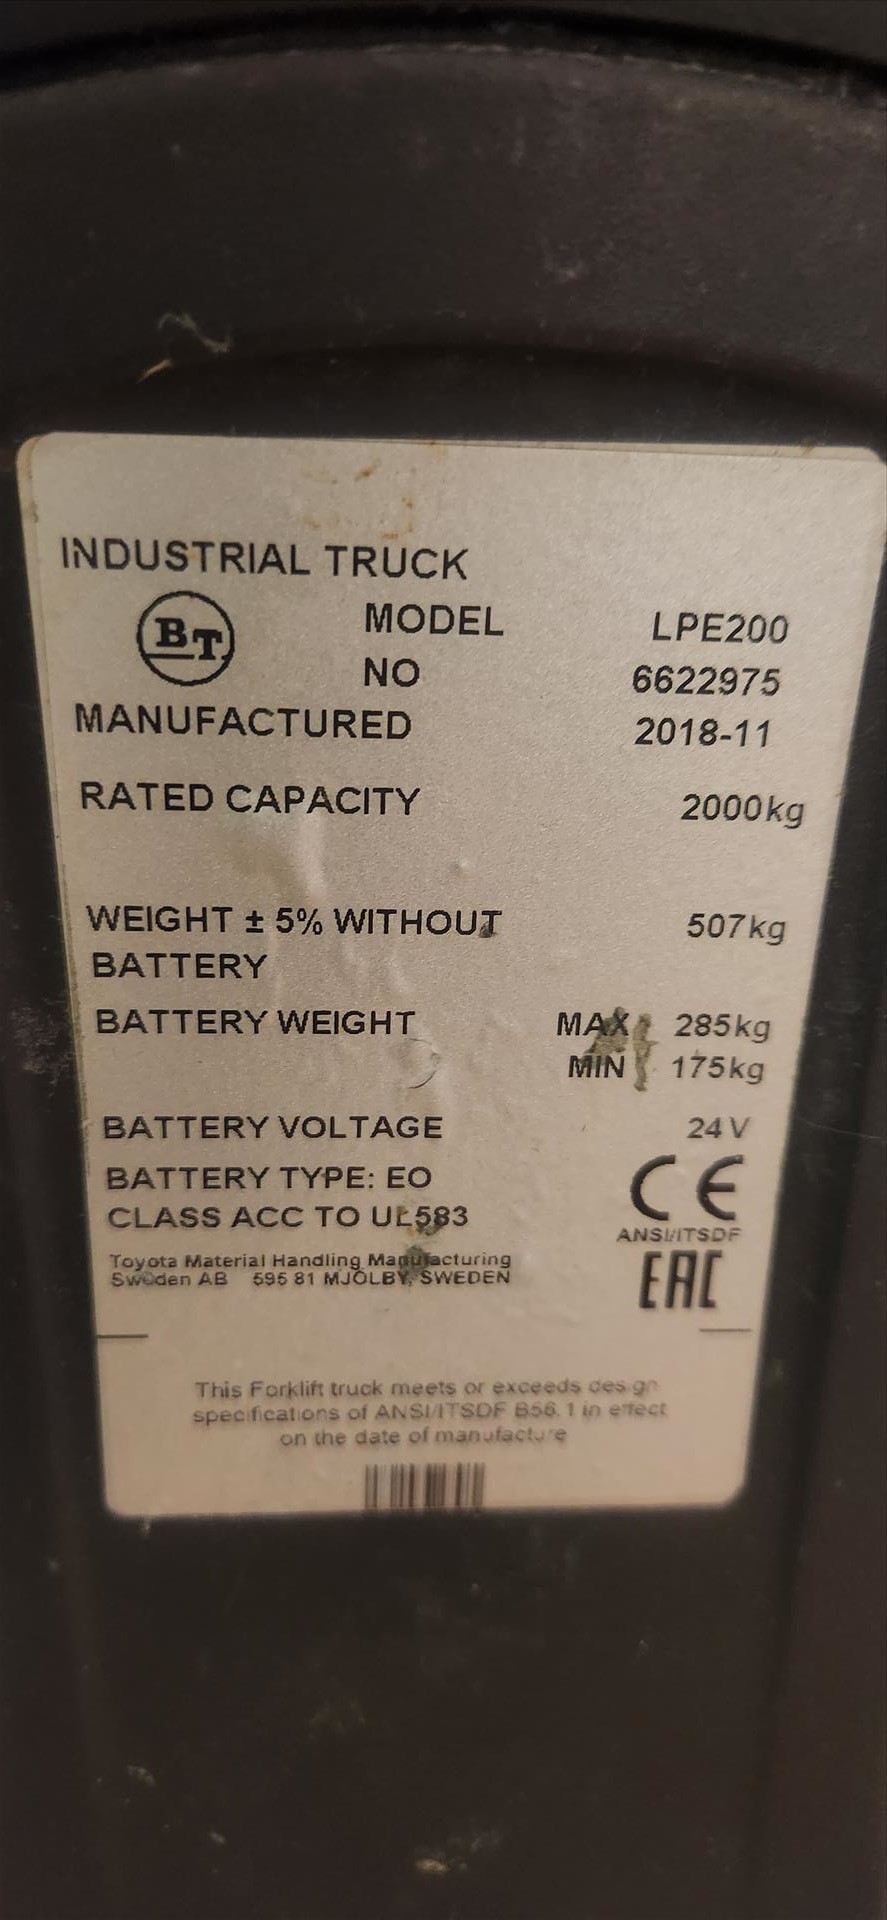 INDUSTRIAL TRUCK
BT MODEL LPE200
NO 6622975
MANUFACTURED 2018-11
RATED CAPACITY 2000kg
WEIGHT ± 5% WITHOUT 507kg
BATTERY
BATTERY WEIGHT MAX 285kg
MIN 175kg
BATTERY VOLTAGE 24V
BATTERY TYPE: EO
CLASS ACC TO UL583
CE
ANSI/ITSDF
Toyota Material Handling Manufacturing
Sweden AB 595 81 MJÖLBY, SWEDEN
EAC
This Forklift truck meets or exceeds design
specifications of ANSI/ITSDF B56.1 in effect
on the date of manufacture